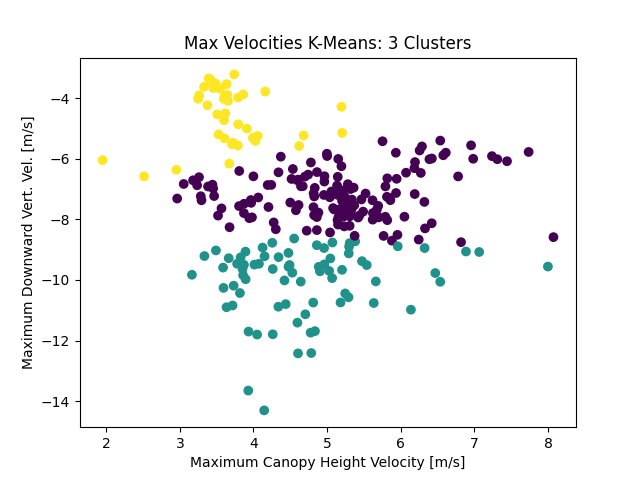 Max Velocities K-Means: 3 Clusters
Maximum Downward Vert. Vel. [m/s]
−4
−6
−8
−10
−12
−14
2 3 4 5 6 7 8
Maximum Canopy Height Velocity [m/s]